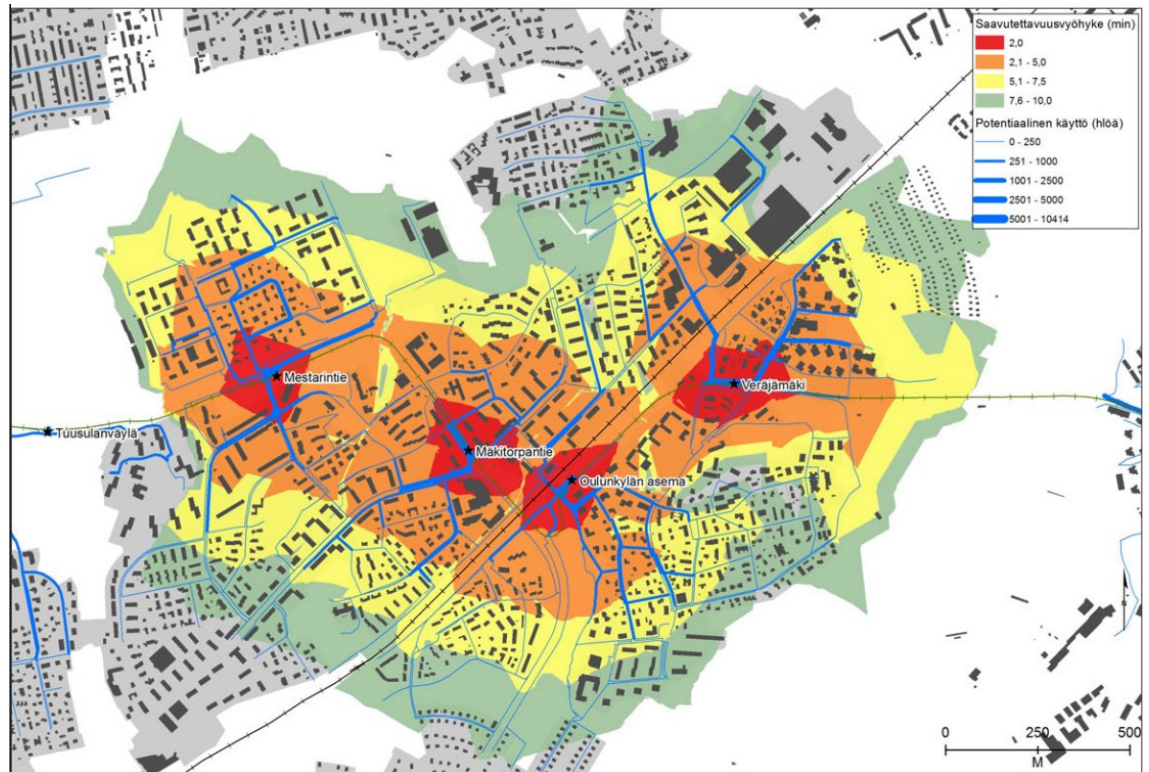 Saavutettavuusvyöhyke (min)
2,0
2,1 - 5,0
5,1 - 7,5
7,6 - 10,0
Potentiaalinen käyttö (hlöä)
0 - 250
251 - 1000
1001 - 2500
2501 - 5000
5001 - 10414
Mestarintie
Veräjämäki
Tuusulanväylä
Mäkitorpantie
Oulunkylän asema
0 250 500
M